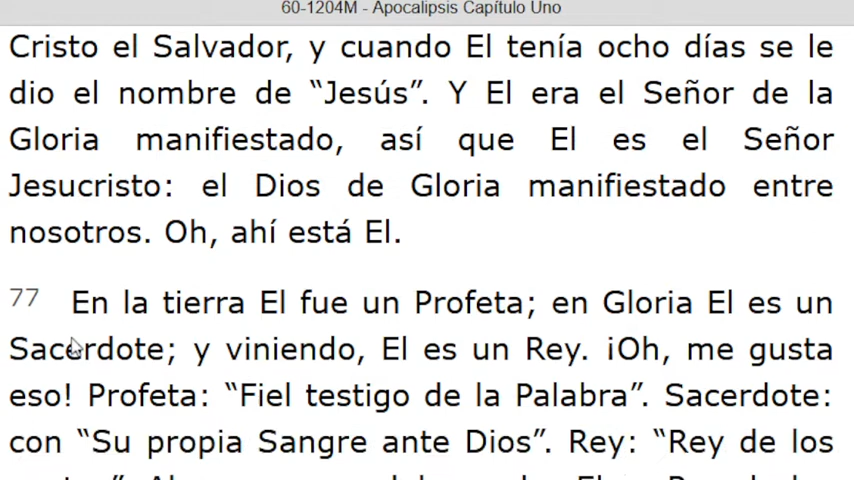 60-1204M - Apocalipsis Capítulo Uno
Cristo el Salvador, y cuando El tenía ocho días se le
dio el nombre de “Jesús”. Y El era el Señor de la
Gloria manifiestado, así que El es el Señor
Jesucristo: el Dios de Gloria manifiestado entre
nosotros. Oh, ahí está El.
77 En la tierra El fue un Profeta; en Gloria El es un
Sacerdote; y viniendo, El es un Rey. ¡Oh, me gusta
eso! Profeta: “Fiel testigo de la Palabra”. Sacerdote:
con “Su propia Sangre ante Dios”. Rey: “Rey de los